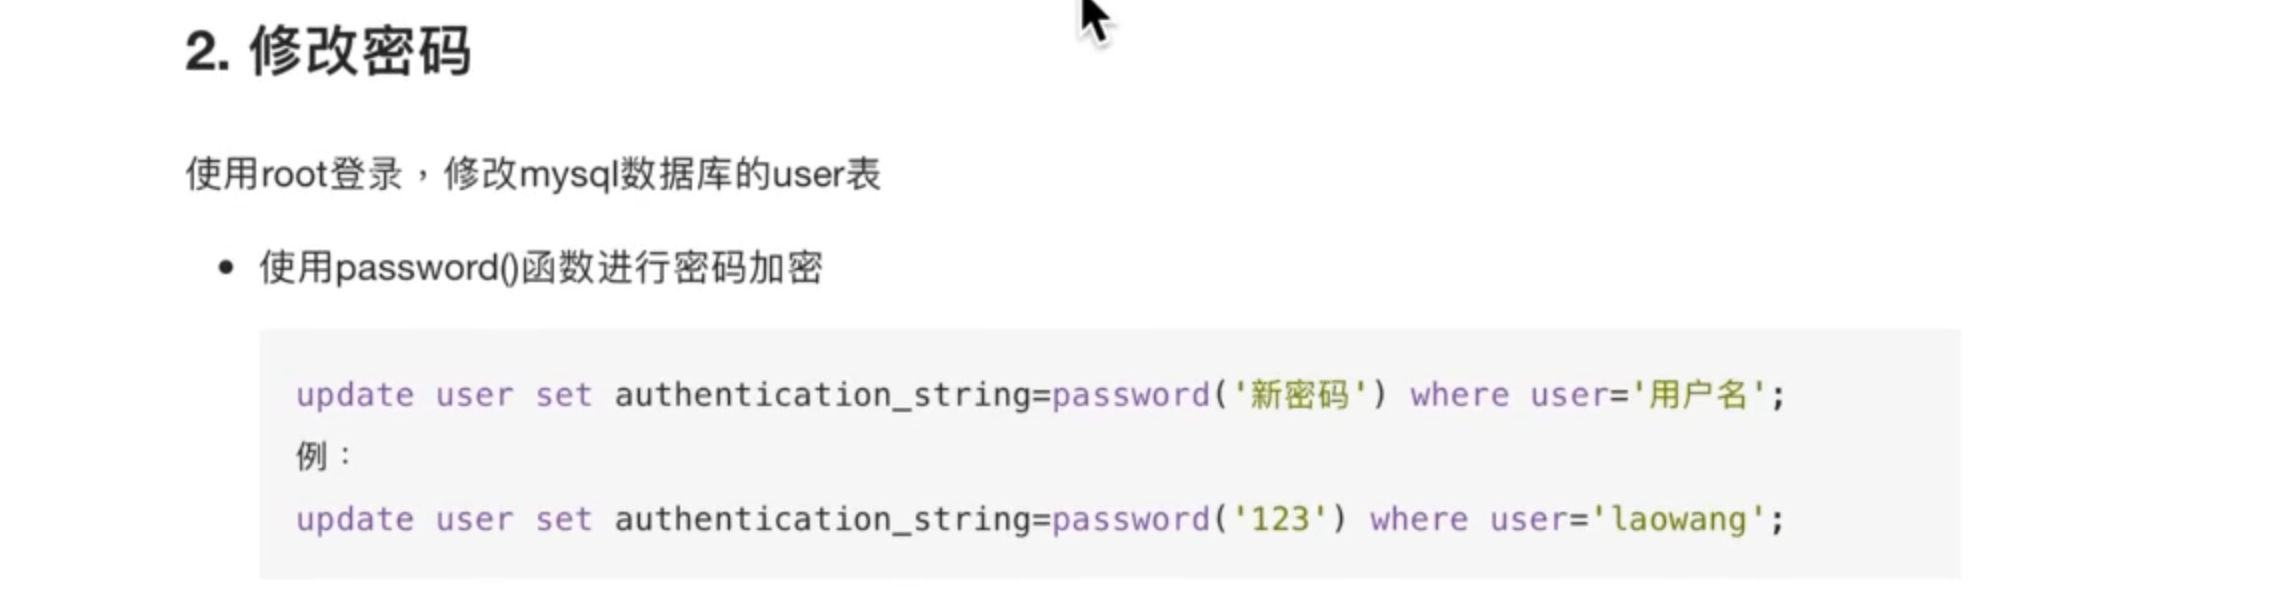 2. 修改密码
使用root登录，修改mysql数据库的user表
• 使用password()函数进行密码加密
update user set authentication_string=password('新密码') where user='用户名';
例：
update user set authentication_string=password('123') where user='laowang';